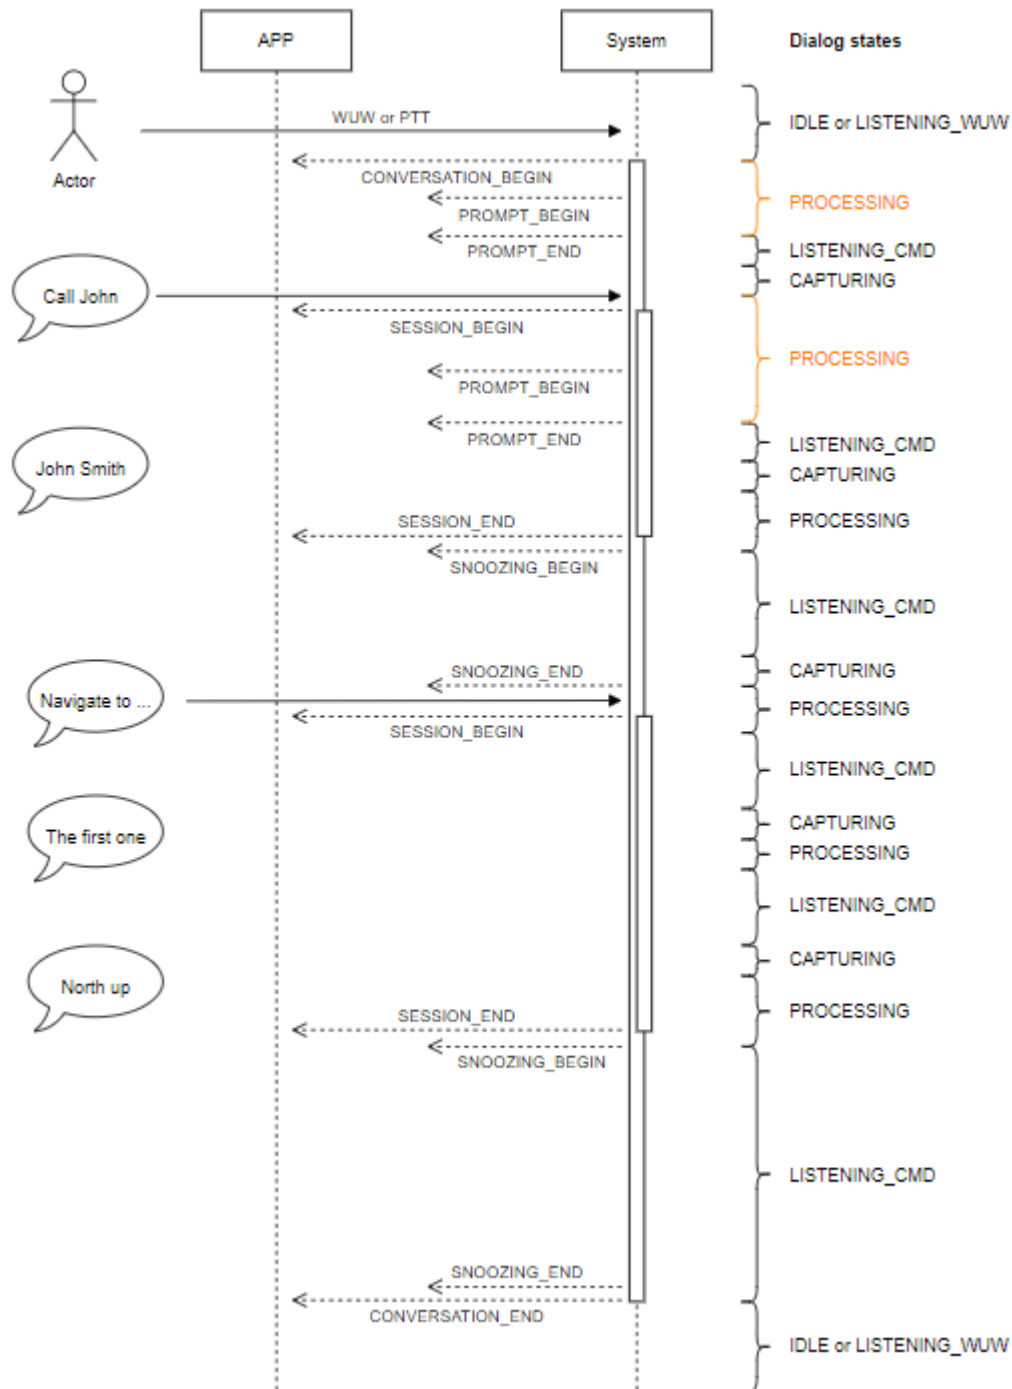 APP
System
Dialog states
WUW or PTT
IDLE or LISTENING_WUW
Actor
CONVERSATION_BEGIN
PROCESSING
PROMPT_BEGIN
PROMPT_END
LISTENING_CMD
CAPTURING
Call John
SESSION_BEGIN
PROCESSING
PROMPT_BEGIN
PROMPT_END
LISTENING_CMD
John Smith
CAPTURING
SESSION_END
PROCESSING
SNOOZING_BEGIN
LISTENING_CMD
SNOOZING_END
CAPTURING
Navigate to ...
PROCESSING
SESSION_BEGIN
LISTENING_CMD
CAPTURING
The first one
PROCESSING
LISTENING_CMD
CAPTURING
North up
PROCESSING
SESSION_END
SNOOZING_BEGIN
LISTENING_CMD
SNOOZING_END
CONVERSATION_END
IDLE or LISTENING_WUW